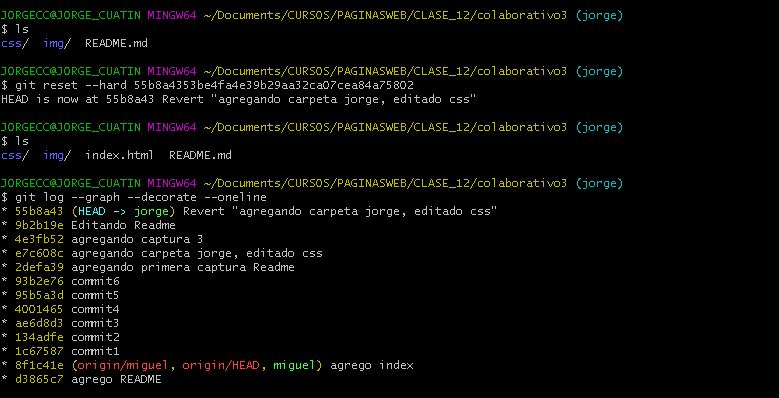 JORGECC@JORGE_CUATIN MINGW64 ~/Documents/CURSOS/PAGINASWEB/CLASE_12/colaborativo3 (jorge)
$ ls
css/  img/  README.md
JORGECC@JORGE_CUATIN MINGW64 ~/Documents/CURSOS/PAGINASWEB/CLASE_12/colaborativo3 (jorge)
$ git reset --hard 55b8a4353be4fa4e39b29aa32ca07cea84a75802
HEAD is now at 55b8a43 Revert "agregando carpeta jorge, editado css"
JORGECC@JORGE_CUATIN MINGW64 ~/Documents/CURSOS/PAGINASWEB/CLASE_12/colaborativo3 (jorge)
$ ls
css/  img/  index.html  README.md
JORGECC@JORGE_CUATIN MINGW64 ~/Documents/CURSOS/PAGINASWEB/CLASE_12/colaborativo3 (jorge)
$ git log --graph --decorate --oneline
* 55b8a43 (HEAD -> jorge) Revert "agregando carpeta jorge, editado css"
* 9b2b19e Editando Readme
* 4e3fb52 agregando captura 3
* e7c608c agregando carpeta jorge, editado css
* 2defa39 agregando primera captura Readme
* 93b2e76 commit6
* 95b5a3d commit5
* 4001465 commit4
* ae6d8d3 commit3
* 134adfe commit2
* 1c67587 commit1
* 8f1c41e (origin/miguel, origin/HEAD, miguel) agrego index
* d3865c7 agrego README